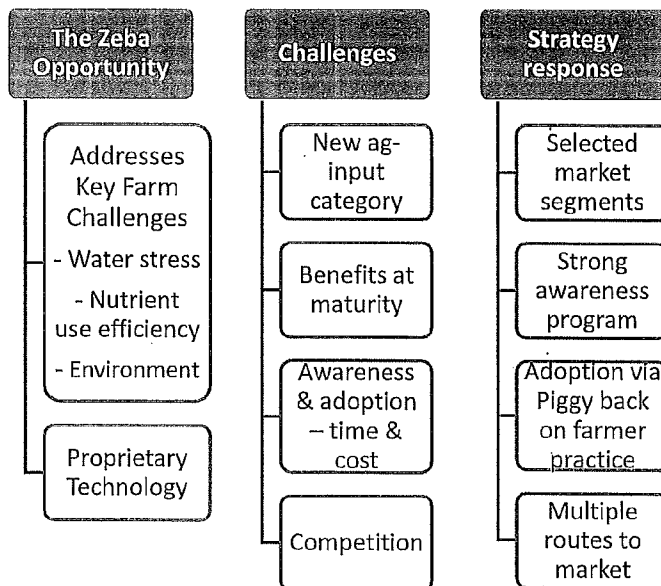 The Zeba
Opportunity
Addresses
Key Farm
Challenges
- Water stress
- Nutrient
use efficiency
- Environment
Proprietary
Technology
Challenges
New ag-
input
category
Benefits at
maturity
Awareness
& adoption
– time &
cost
Competition
Strategy
response
Selected
market
segments
Strong
awareness
program
Adoption via
Piggy back
on farmer
practice
Multiple
routes to
market